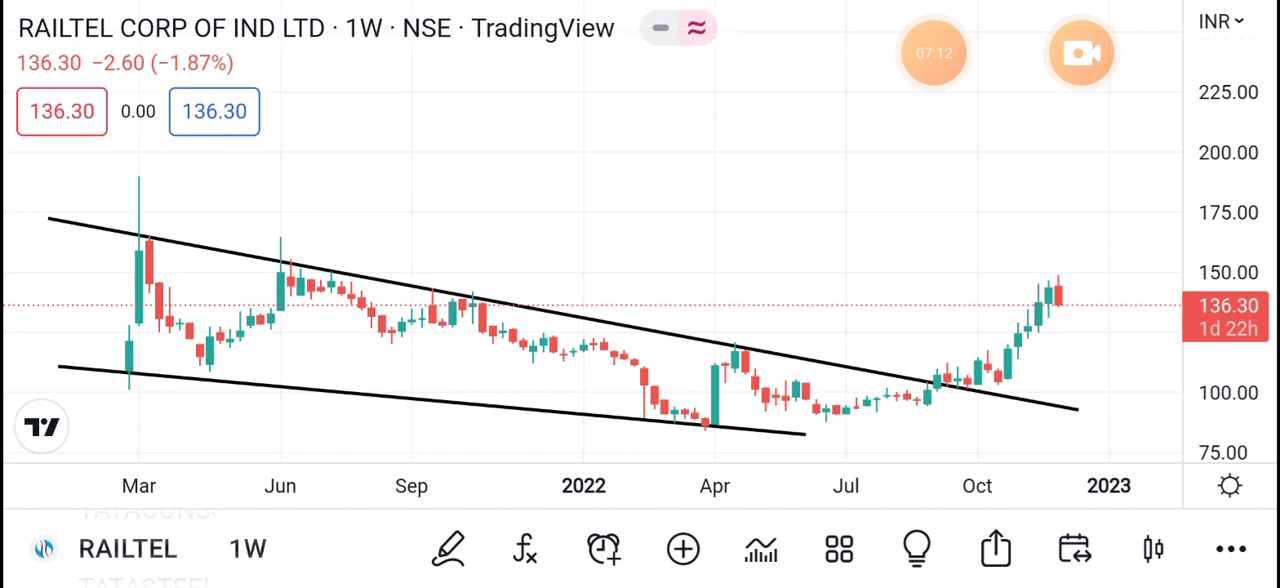 RAILTEL CORP OF IND LTD · 1W · NSE · TradingView
INR
07:12
136.30 −2.60 (−1.87%)
136.30 0.00 136.30
225.00
200.00
175.00
150.00
136.30
1d 22h
100.00
75.00
Mar Jun Sep 2022 Apr Jul Oct 2023
RAILTEL 1W